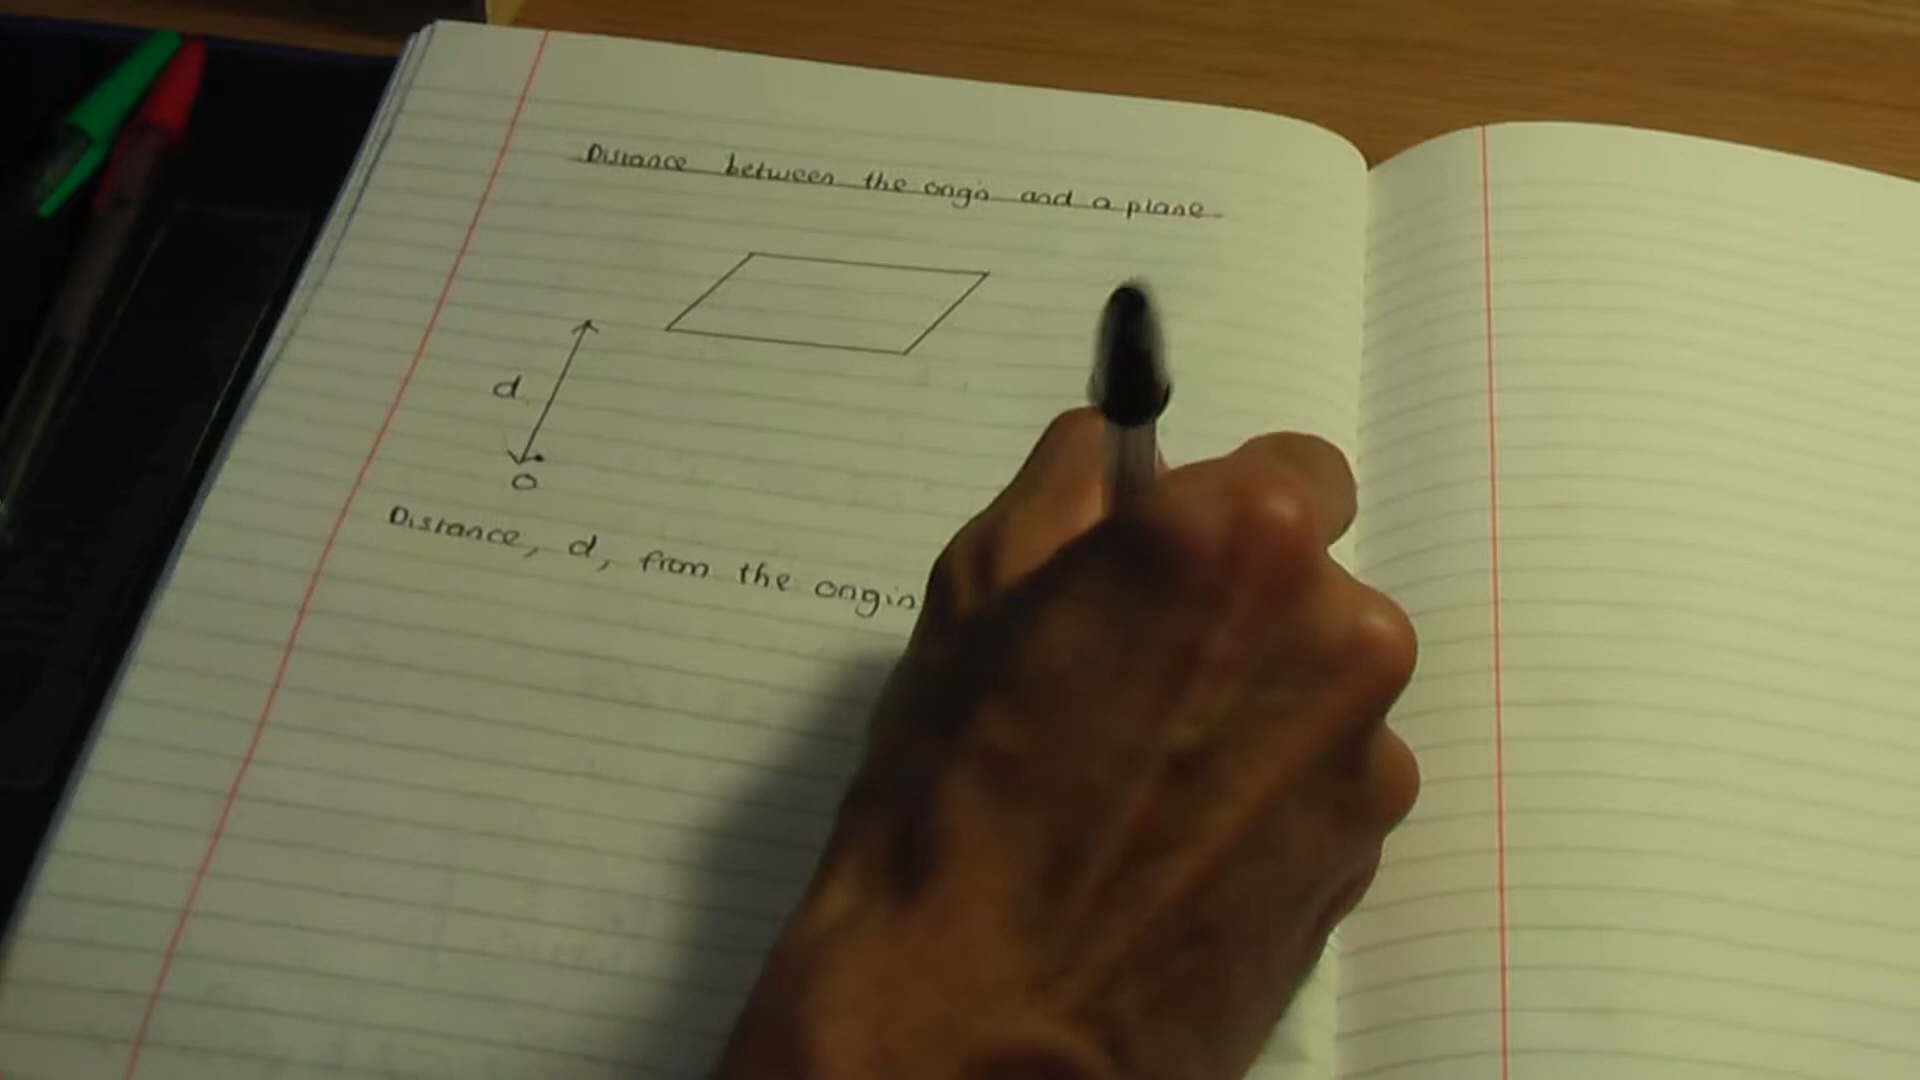 Distance between the origin and a plane.
d
O
Distance, d, from the origin